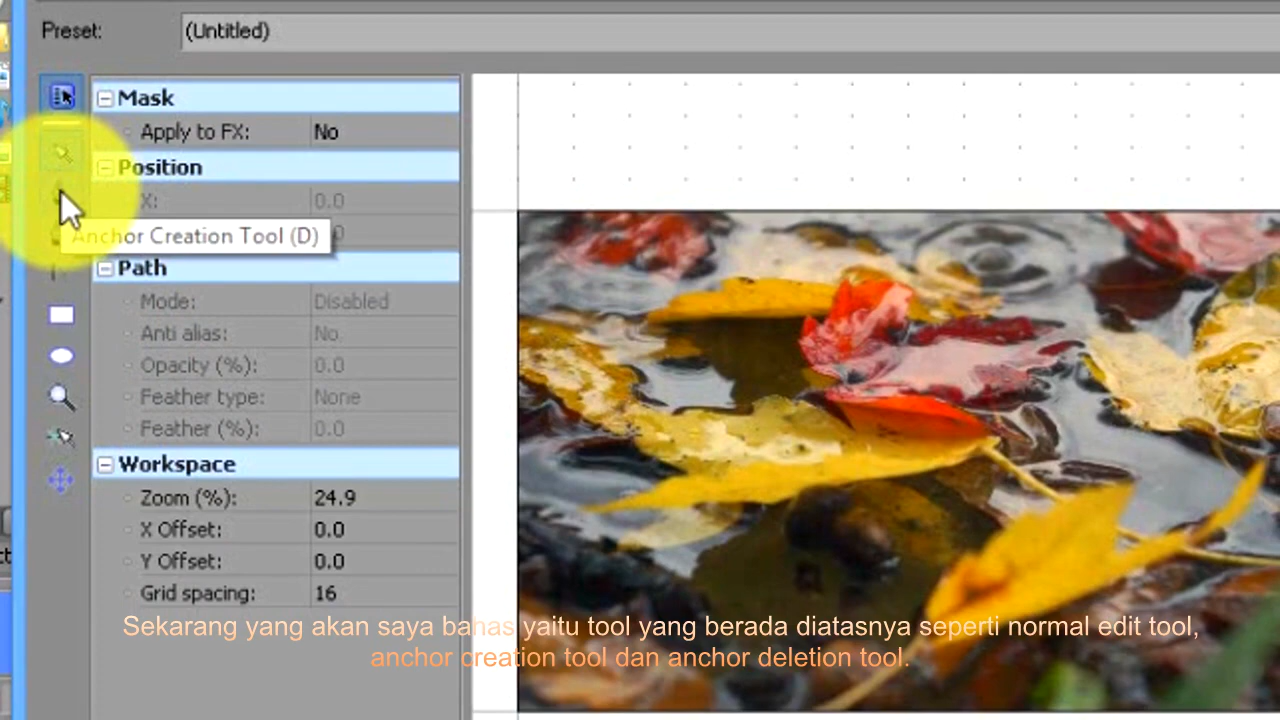 Preset:
(Untitled)
Mask
Apply to FX: No
Position
X: 0.0
Anchor Creation Tool (D)
Path
Mode: Disabled
Anti alias: No
Opacity (%): 0.0
Feather type: None
Feather (%): 0.0
Workspace
Zoom (%): 24.9
X Offset: 0.0
Y Offset: 0.0
Grid spacing: 16
Sekarang yang akan saya bahas yaitu tool yang berada diatasnya seperti normal edit tool,
anchor creation tool dan anchor deletion tool.